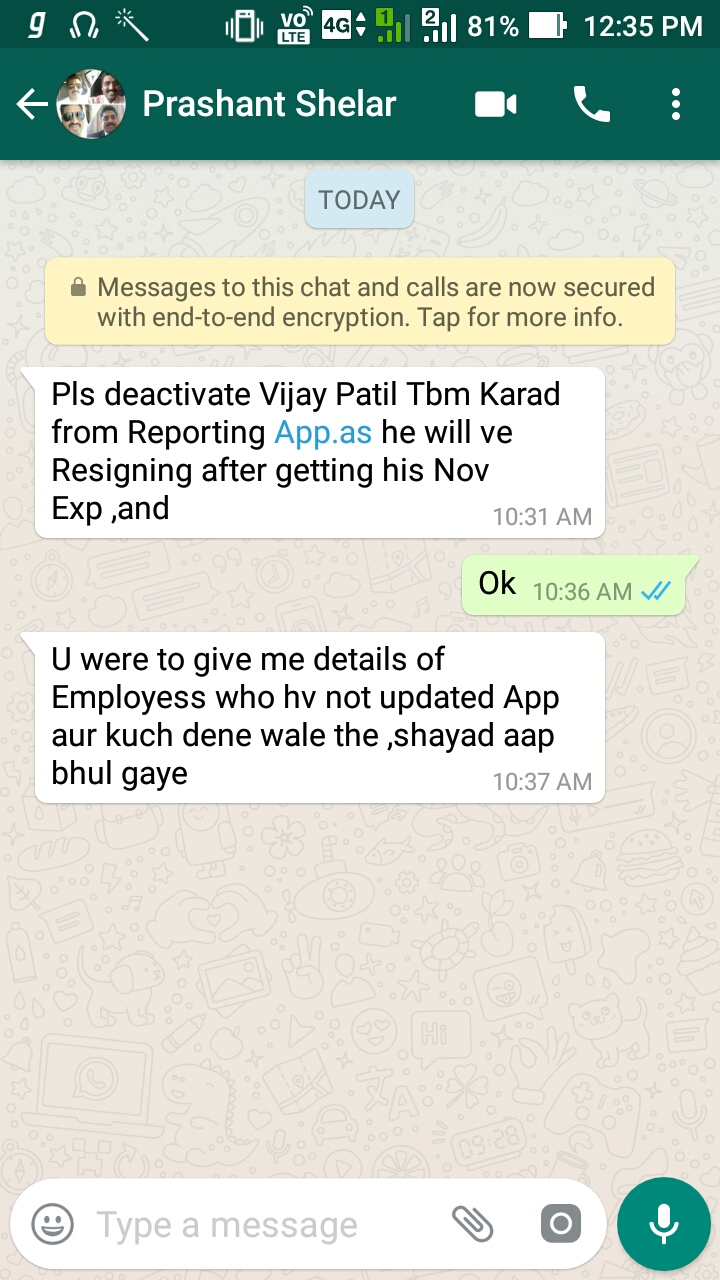 g VO LTE 4G 1 2 81% 12:35 PM
Prashant Shelar
TODAY
Messages to this chat and calls are now secured
with end-to-end encryption. Tap for more info.
Pls deactivate Vijay Patil Tbm Karad
from Reporting App.as he will ve
Resigning after getting his Nov
Exp ,and
10:31 AM
Ok 10:36 AM
U were to give me details of
Employess who hv not updated App
aur kuch dene wale the ,shayad aap
bhul gaye
10:37 AM
Hi
09:28
Type a message